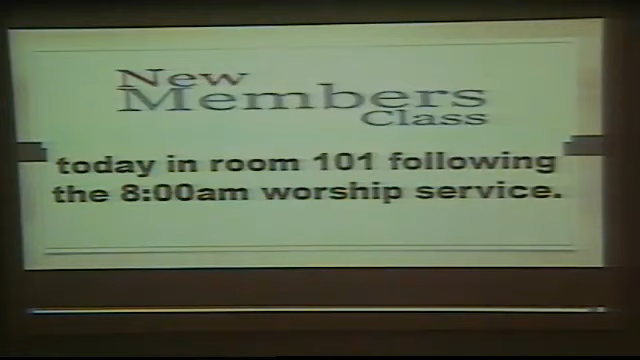 New
Members
Class
today in room 101 following
the 8:00am worship service.